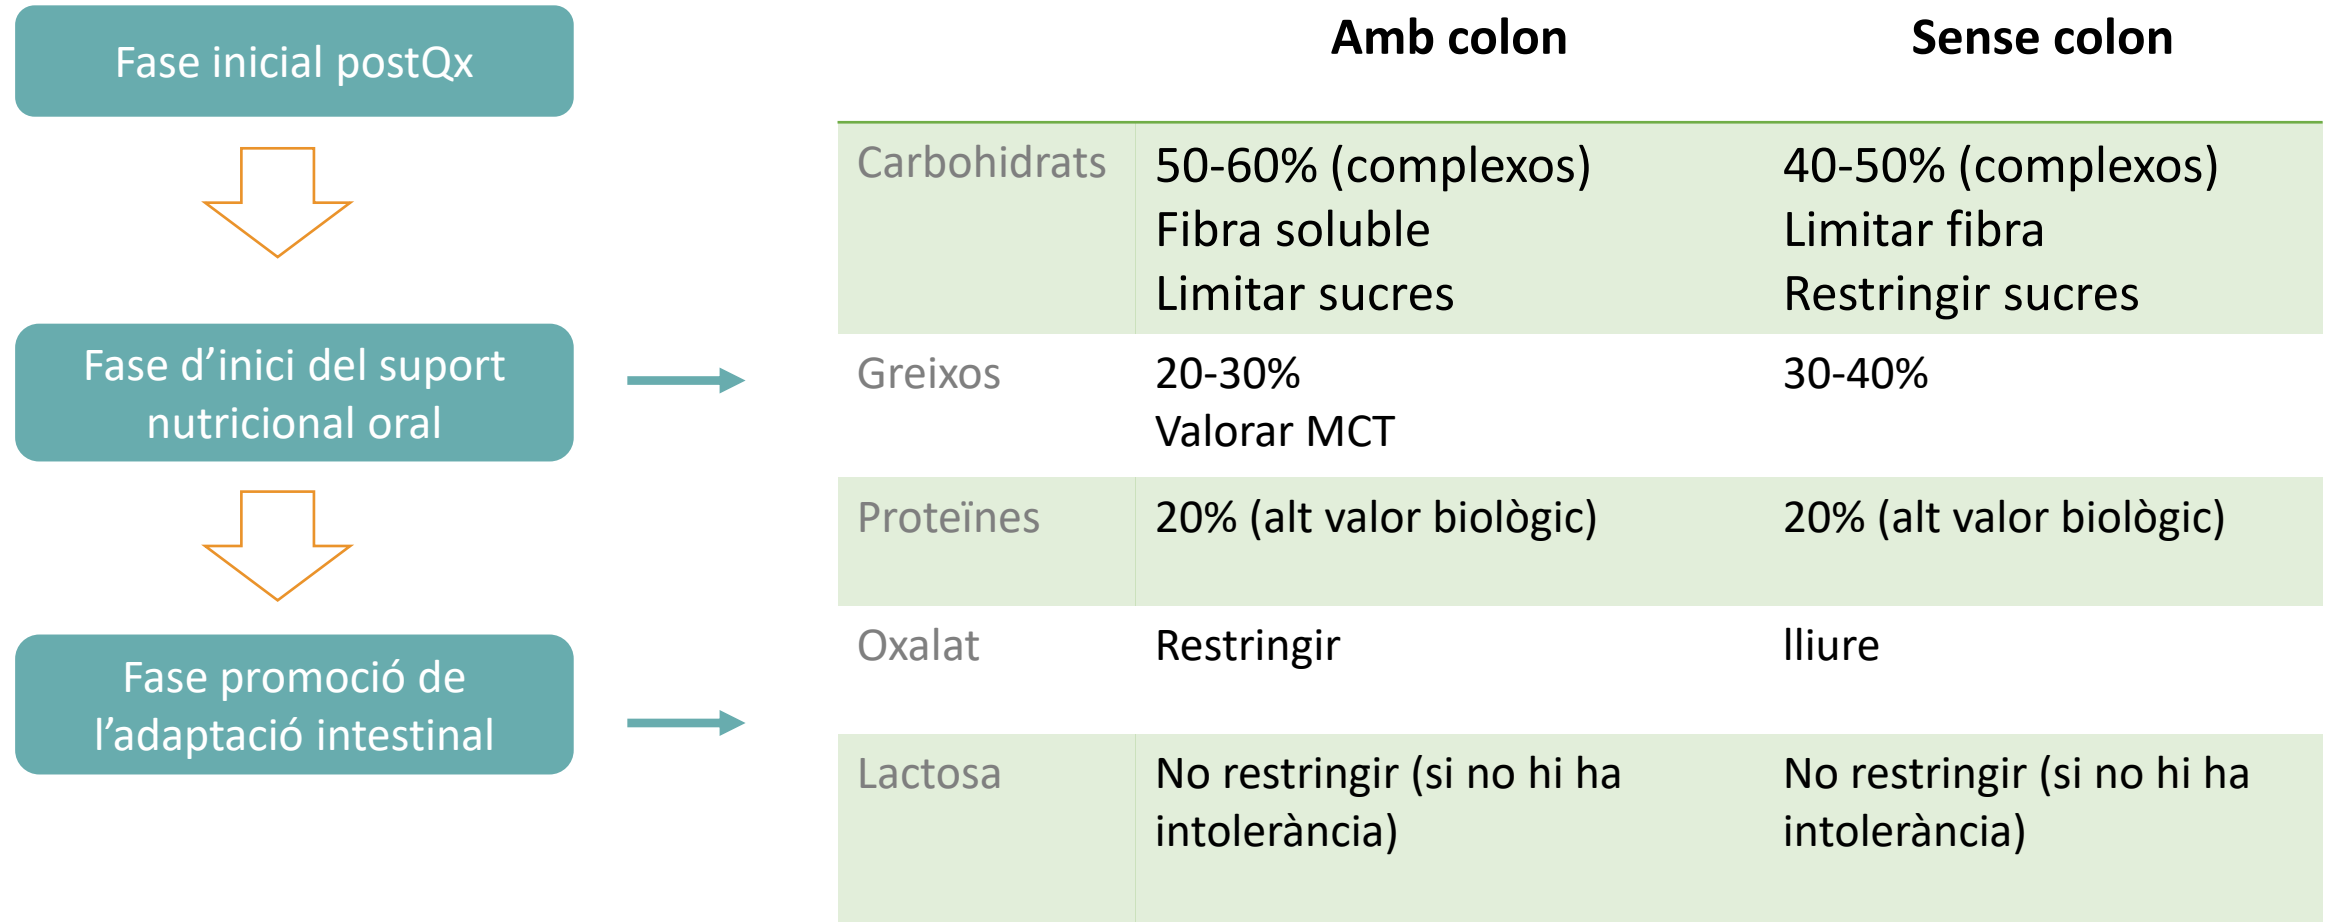 Fase inicial postQx
Fase d’inici del suport
nutricional oral
Fase promoció de
l’adaptació intestinal
Amb colon
Sense colon
Carbohidrats
50-60% (complexos)
Fibra soluble
Limitar sucres
40-50% (complexos)
Limitar fibra
Restringir sucres
Greixos
20-30%
Valorar MCT
30-40%
Proteïnes
20% (alt valor biològic)
20% (alt valor biològic)
Oxalat
Restringir
lliure
Lactosa
No restringir (si no hi ha
intolerància)
No restringir (si no hi ha
intolerància)